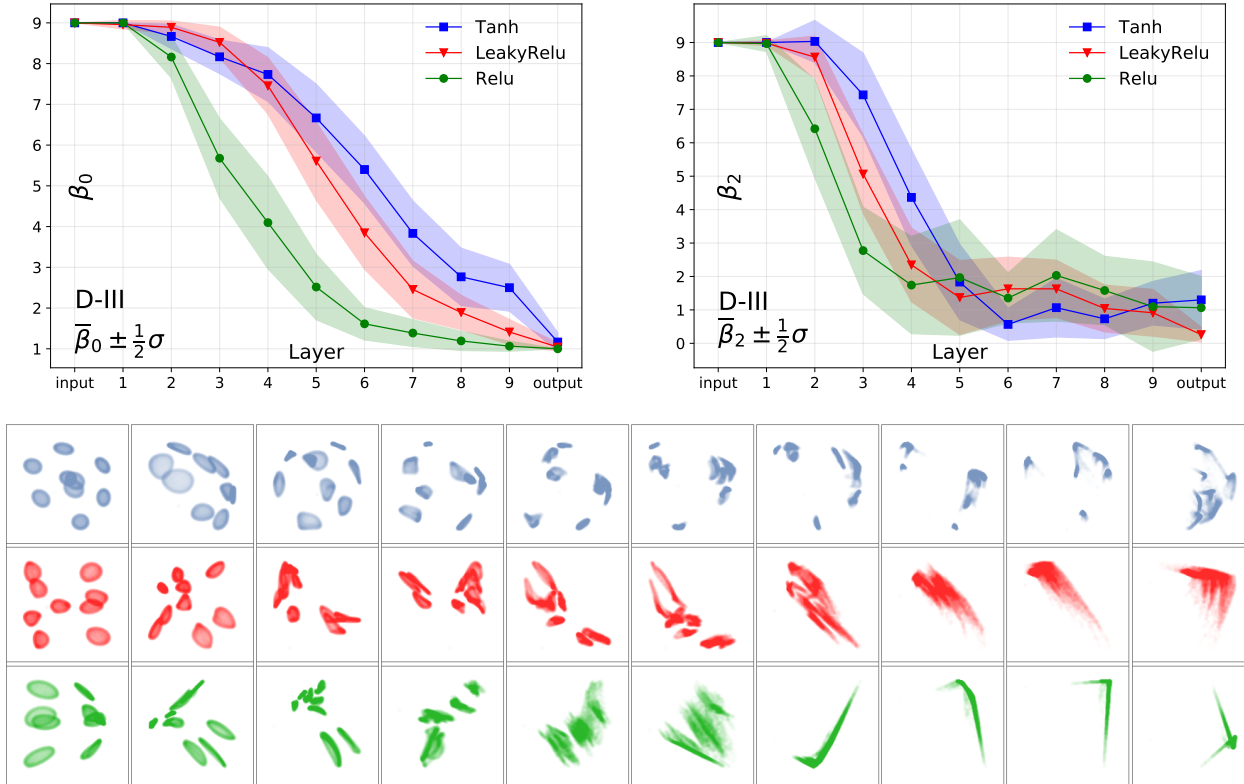 9
8
7
6
5
4
3
2
1
β₀
Tanh
LeakyRelu
Relu
D-III
β̅₀ ± ½σ
Layer
input 1 2 3 4 5 6 7 8 9 output
9
8
7
6
5
4
3
2
1
0
β₂
Tanh
LeakyRelu
Relu
D-III
β̅₂ ± ½σ
Layer
input 1 2 3 4 5 6 7 8 9 output